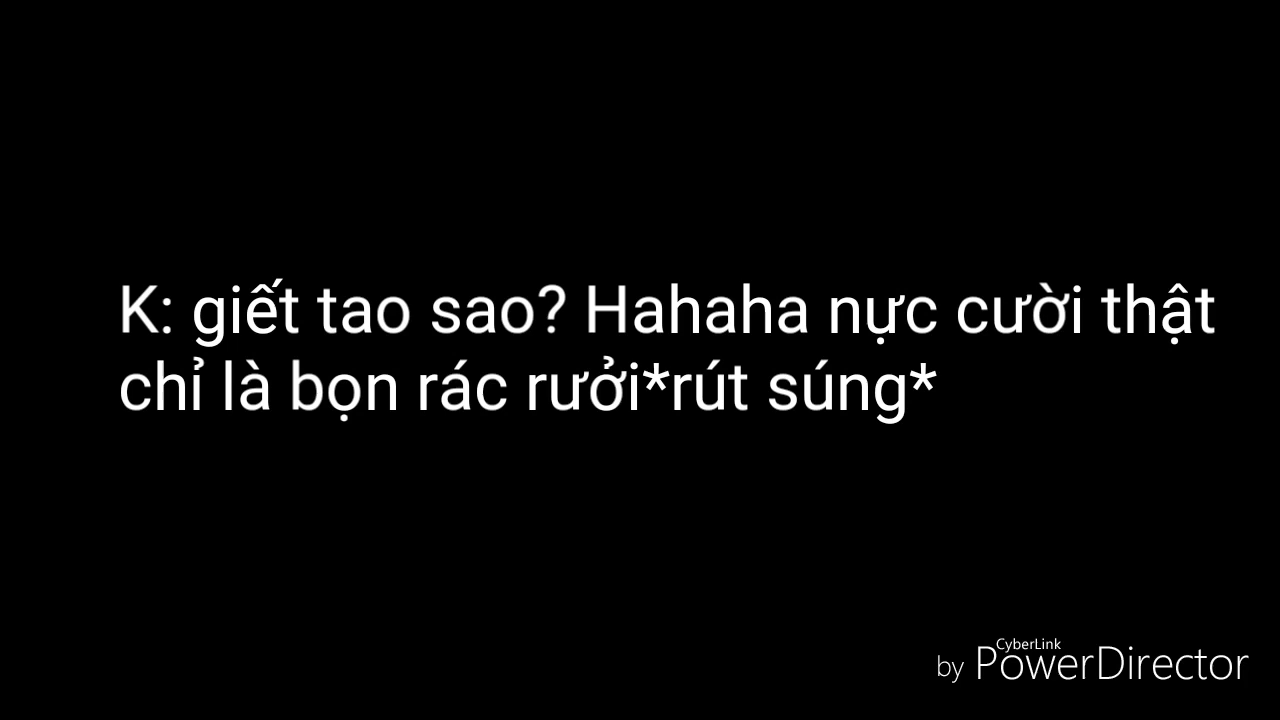 K: giết tao sao? Hahaha nực cười thật
chỉ là bọn rác rưởi*rút súng*
CyberLink
by PowerDirector